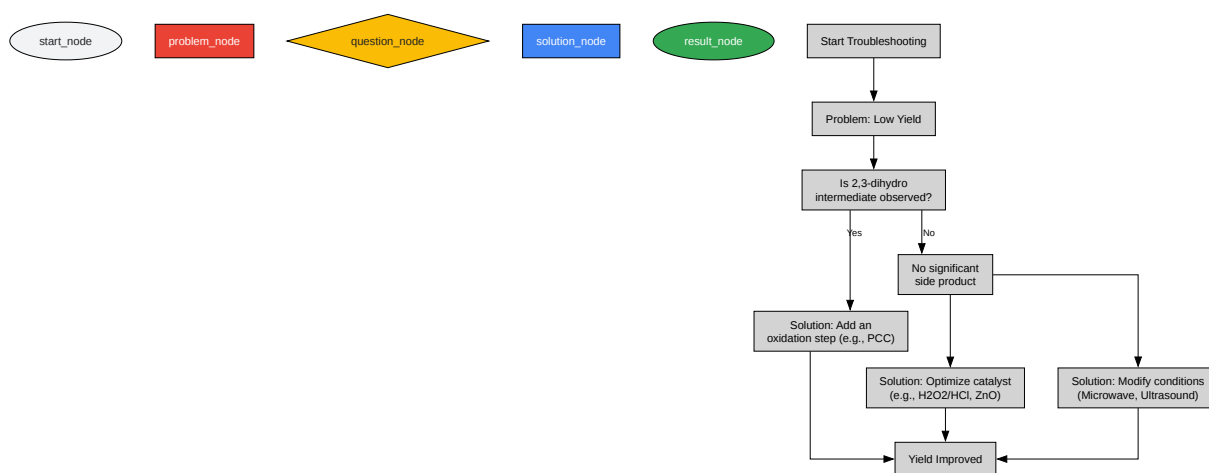 start_node
problem_node
question_node
solution_node
result_node
Start Troubleshooting
Problem: Low Yield
Is 2,3-dihydro
intermediate observed?
Yes
No
No significant
side product
Solution: Add an
oxidation step (e.g., PCC)
Solution: Optimize catalyst
(e.g., H2O2/HCl, ZnO)
Solution: Modify conditions
(Microwave, Ultrasound)
Yield Improved